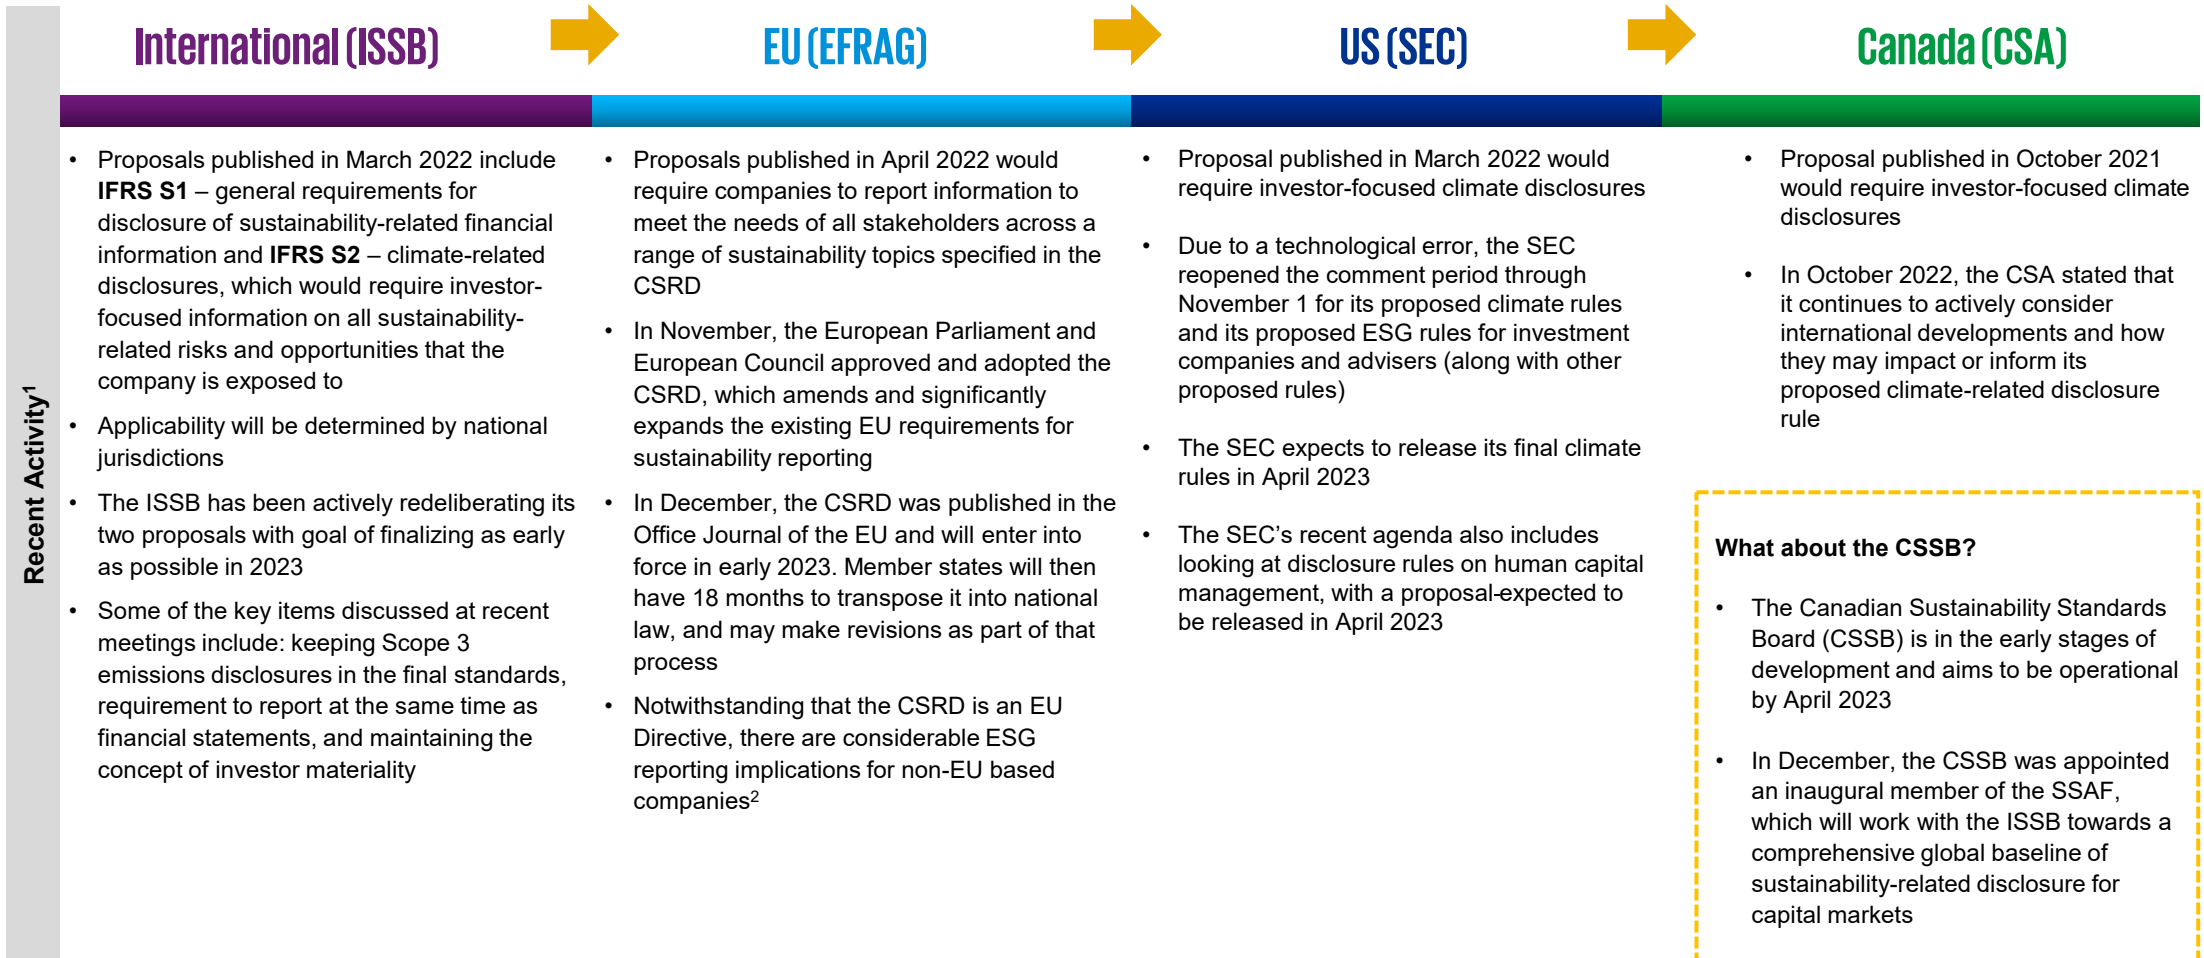 International (ISSB)
EU (EFRAG)
US (SEC)
Canada (CSA)
Recent Activity1
• Proposals published in March 2022 include
IFRS S1 – general requirements for
disclosure of sustainability-related financial
information and IFRS S2 – climate-related
disclosures, which would require investor-
focused information on all sustainability-
related risks and opportunities that the
company is exposed to
• Applicability will be determined by national
jurisdictions
• The ISSB has been actively redeliberating its
two proposals with goal of finalizing as early
as possible in 2023
• Some of the key items discussed at recent
meetings include: keeping Scope 3
emissions disclosures in the final standards,
requirement to report at the same time as
financial statements, and maintaining the
concept of investor materiality
• Proposals published in April 2022 would
require companies to report information to
meet the needs of all stakeholders across a
range of sustainability topics specified in the
CSRD
• In November, the European Parliament and
European Council approved and adopted the
CSRD, which amends and significantly
expands the existing EU requirements for
sustainability reporting
• In December, the CSRD was published in the
Office Journal of the EU and will enter into
force in early 2023. Member states will then
have 18 months to transpose it into national
law, and may make revisions as part of that
process
• Notwithstanding that the CSRD is an EU
Directive, there are considerable ESG
reporting implications for non-EU based
companies2
• Proposal published in March 2022 would
require investor-focused climate disclosures
• Due to a technological error, the SEC
reopened the comment period through
November 1 for its proposed climate rules
and its proposed ESG rules for investment
companies and advisers (along with other
proposed rules)
• The SEC expects to release its final climate
rules in April 2023
• The SEC’s recent agenda also includes
looking at disclosure rules on human capital
management, with a proposal-expected to
be released in April 2023
• Proposal published in October 2021
would require investor-focused climate
disclosures
• In October 2022, the CSA stated that
it continues to actively consider
international developments and how
they may impact or inform its
proposed climate-related disclosure
rule
What about the CSSB?
• The Canadian Sustainability Standards
Board (CSSB) is in the early stages of
development and aims to be operational
by April 2023
• In December, the CSSB was appointed
an inaugural member of the SSAF,
which will work with the ISSB towards a
comprehensive global baseline of
sustainability-related disclosure for
capital markets